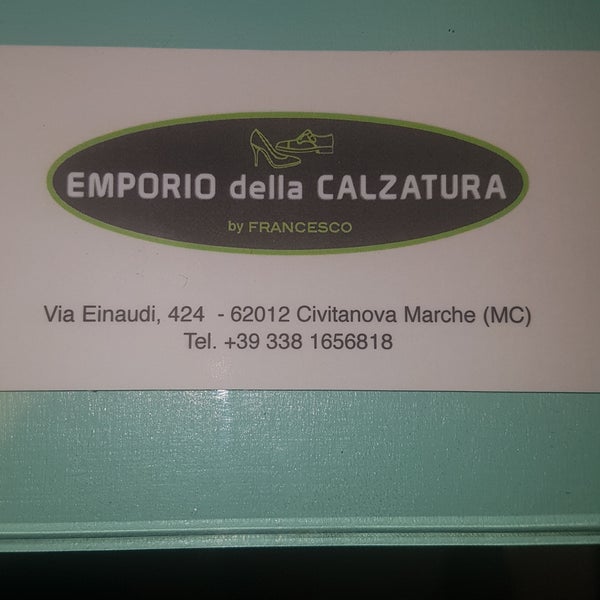 EMPORIO della CALZATURA
by FRANCESCO
Via Einaudi, 424 - 62012 Civitanova Marche (MC)
Tel. +39 338 1656818